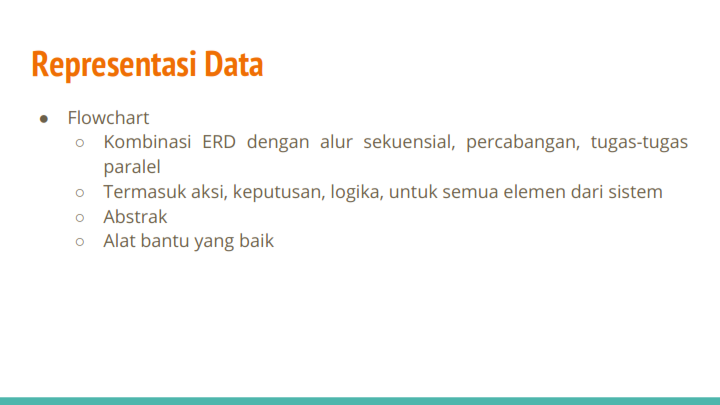 Representasi Data
● Flowchart
○ Kombinasi ERD dengan alur sekuensial, percabangan, tugas-tugas
paralel
○ Termasuk aksi, keputusan, logika, untuk semua elemen dari sistem
○ Abstrak
○ Alat bantu yang baik